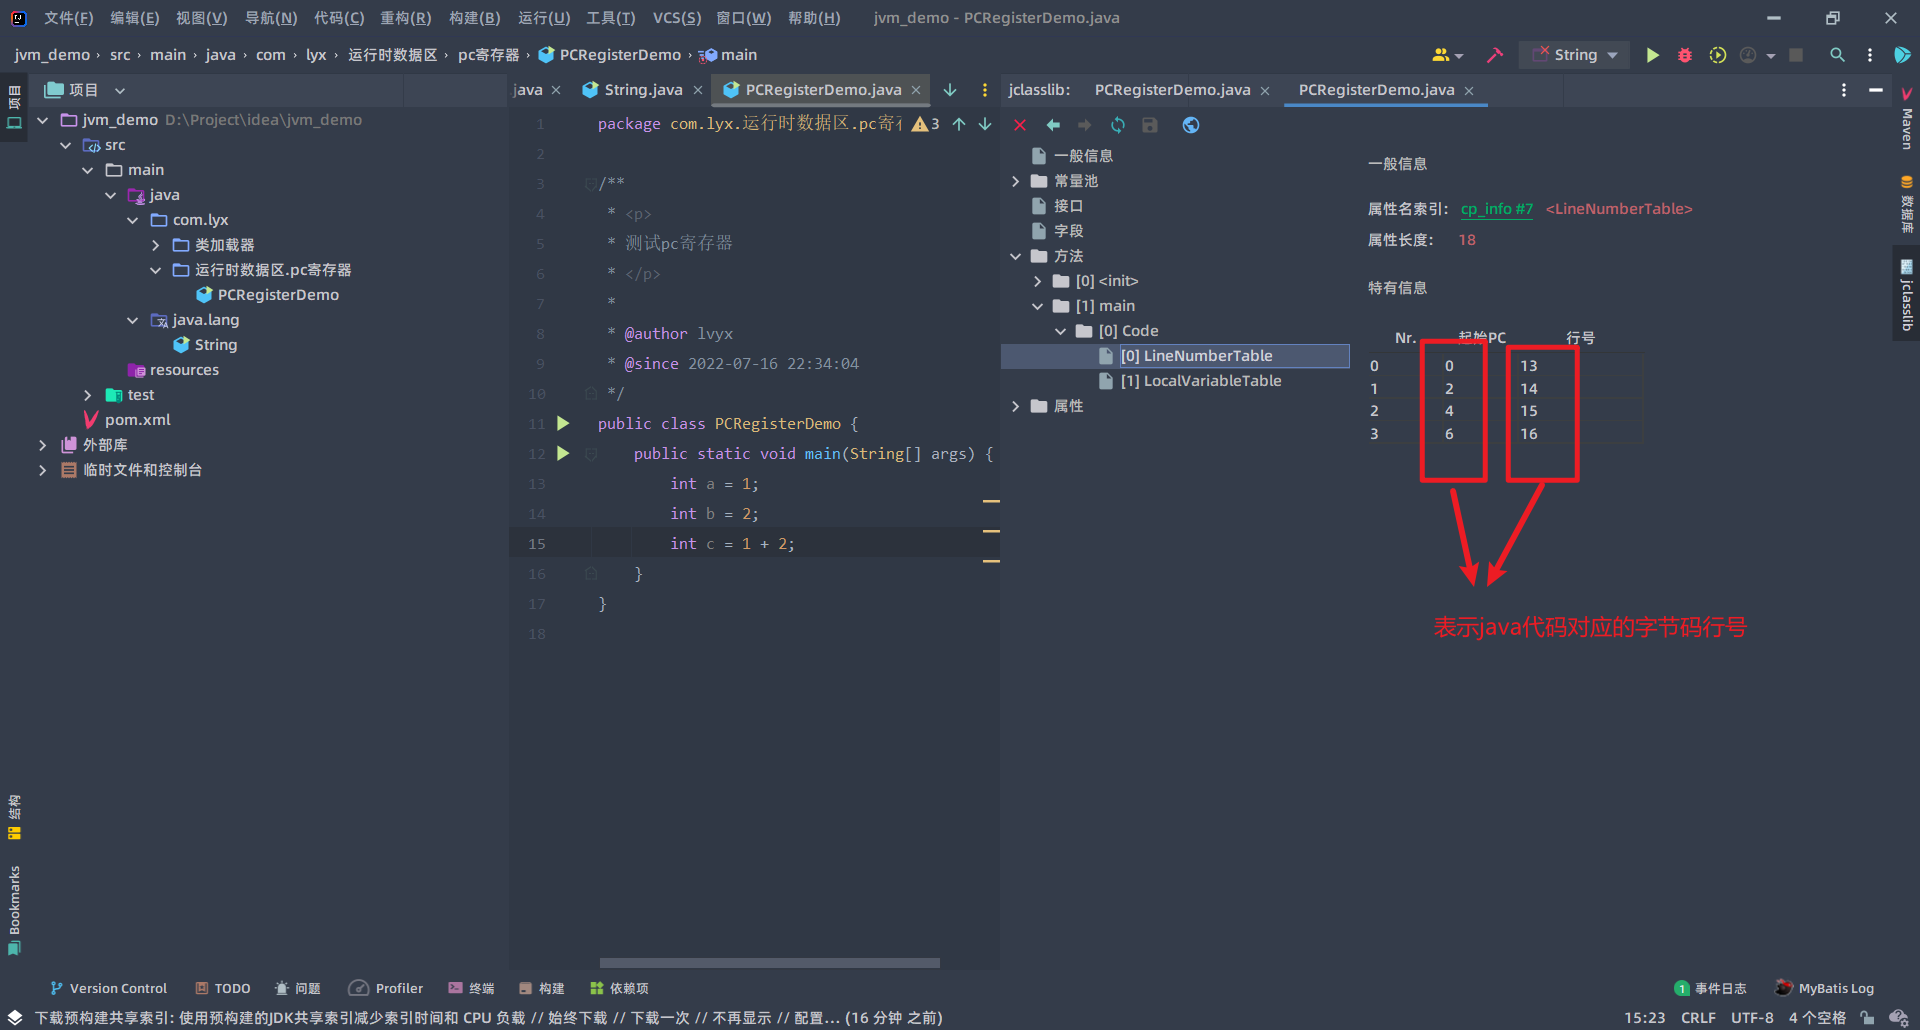 文件(F) 编辑(E) 视图(V) 导航(N) 代码(C) 重构(R) 构建(B) 运行(U) 工具(T) VCS(S) 窗口(W) 帮助(H) jvm_demo - PCRegisterDemo.java
jvm_demo › src › main › java › com › lyx › 运行时数据区 › pc寄存器 › PCRegisterDemo › main
String
项目
项目
jvm_demo D:\Project\idea\jvm_demo
src
main
java
com.lyx
类加载器
运行时数据区.pc寄存器
PCRegisterDemo
java.lang
String
resources
test
pom.xml
外部库
临时文件和控制台
结构
Bookmarks
java String.java PCRegisterDemo.java
1 package com.lyx.运行时数据区.pc寄 3
2
3 /**
4 * <p>
5 * 测试pc寄存器
6 * </p>
7 *
8 * @author lvyx
9 * @since 2022-07-16 22:34:04
10 */
11 public class PCRegisterDemo {
12 public static void main(String[] args) {
13 int a = 1;
14 int b = 2;
15 int c = 1 + 2;
16 }
17 }
18
jclasslib: PCRegisterDemo.java PCRegisterDemo.java
一般信息
常量池
接口
字段
方法
[0] <init>
[1] main
[0] Code
[0] LineNumberTable
[1] LocalVariableTable
属性
一般信息
属性名索引: cp_info #7 <LineNumberTable>
属性长度: 18
特有信息
Nr. 起始PC 行号
0 0 13
1 2 14
2 4 15
3 6 16
表示java代码对应的字节码行号
Maven
数据库
jclasslib
Version Control TODO 问题 Profiler 终端 构建 依赖项 1 事件日志 MyBatis Log
下载预构建共享索引: 使用预构建的JDK共享索引减少索引时间和 CPU 负载 // 始终下载 // 下载一次 // 不再显示 // 配置... (16 分钟 之前) 15:23 CRLF UTF-8 4 个空格